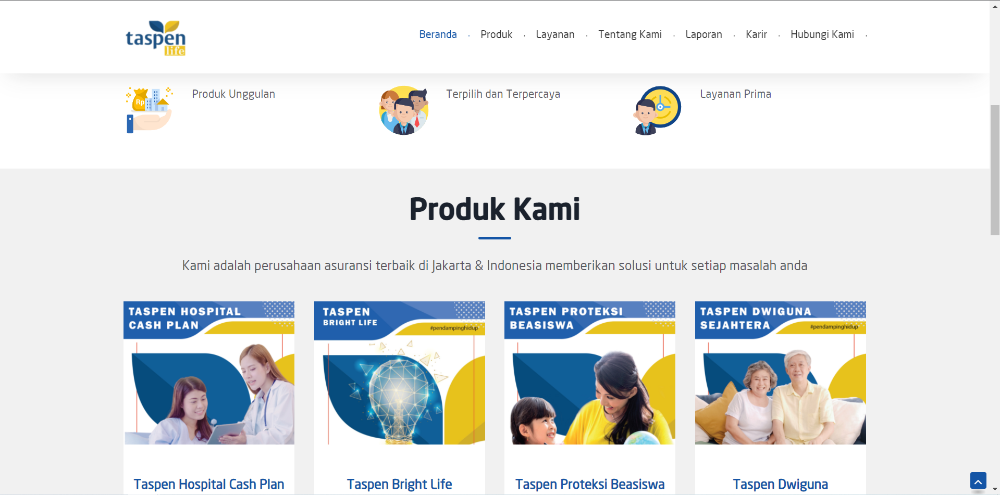 taspen
life
Beranda · Produk · Layanan · Tentang Kami · Laporan · Karir · Hubungi Kami ·
Rp
Produk Unggulan
Terpilih dan Terpercaya
Layanan Prima
Produk Kami
Kami adalah perusahaan asuransi terbaik di Jakarta & Indonesia memberikan solusi untuk setiap masalah anda
TASPEN HOSPITAL
CASH PLAN
TASPEN
BRIGHT LIFE
#pendampinghidup
TASPEN PROTEKSI
BEASISWA
TASPEN DWIGUNA
SEJAHTERA
#pendampinghidup
Taspen Hospital Cash Plan
Taspen Bright Life
Taspen Proteksi Beasiswa
Taspen Dwiguna